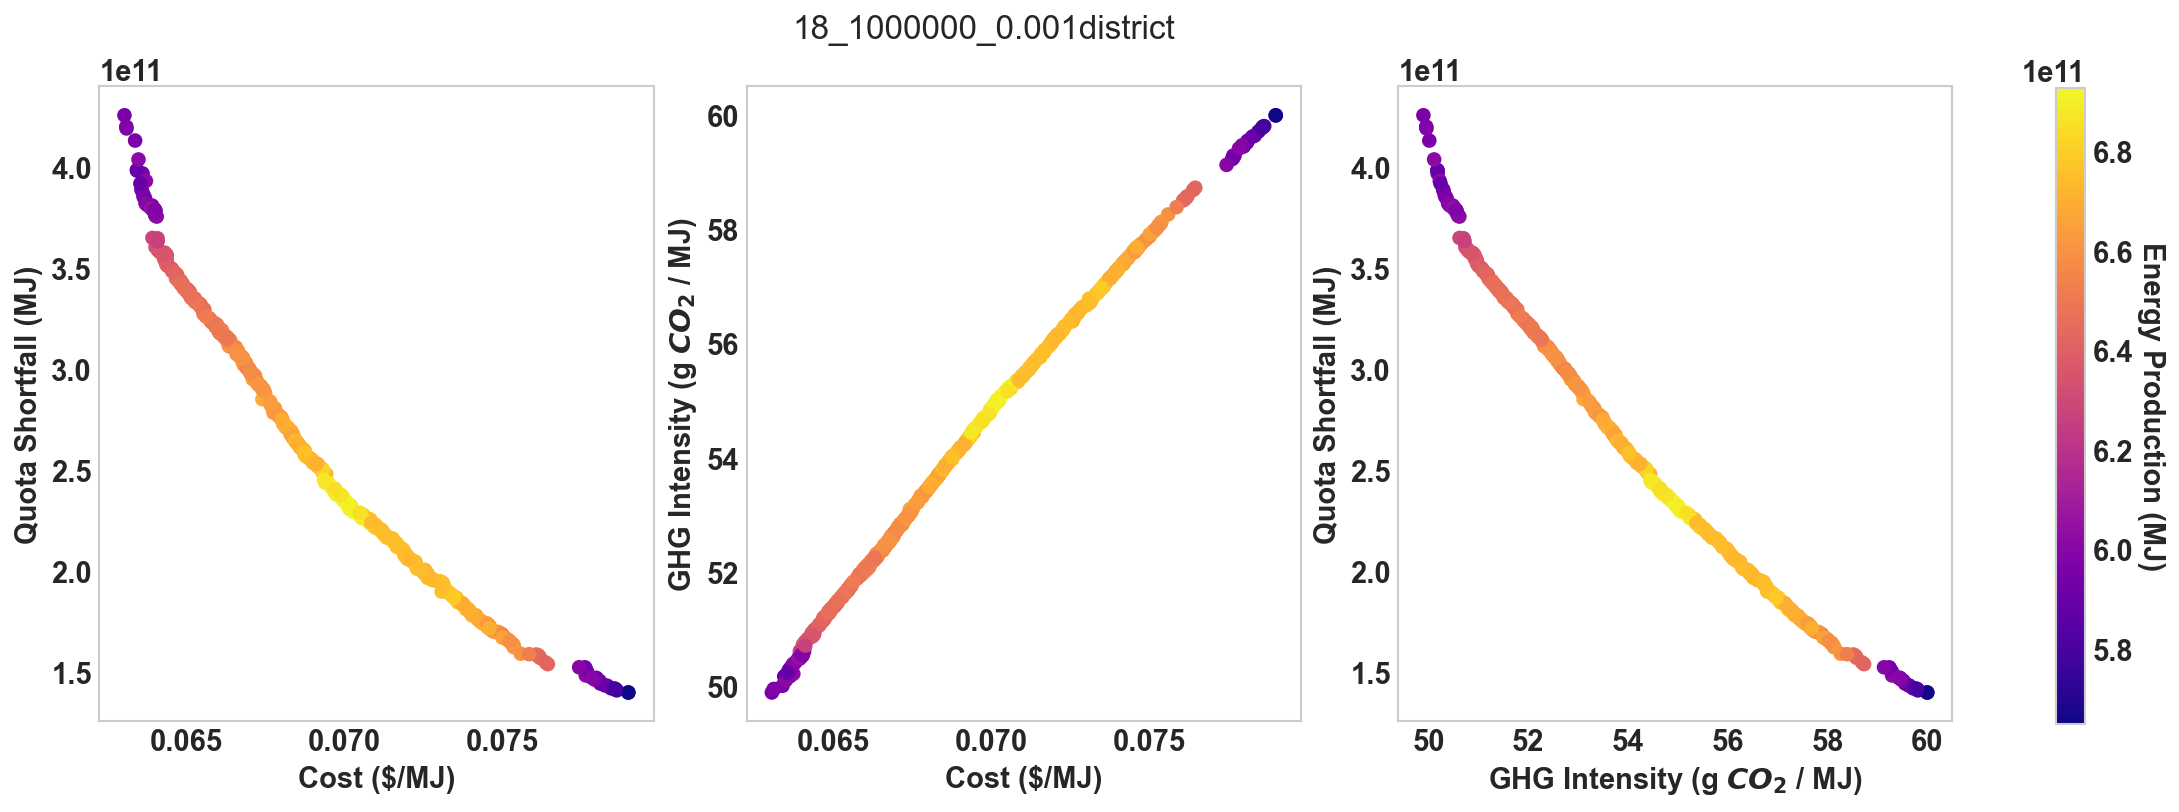 18_1000000_0.001district
1e11
4.0
3.5
3.0
2.5
2.0
1.5
Quota Shortfall (MJ)
0.065 0.070 0.075
Cost ($/MJ)
60
58
56
54
52
50
GHG Intensity (g CO₂ / MJ)
0.065 0.070 0.075
Cost ($/MJ)
1e11
4.0
3.5
3.0
2.5
2.0
1.5
Quota Shortfall (MJ)
50 52 54 56 58 60
GHG Intensity (g CO₂ / MJ)
1e11
6.8
6.6
6.4
6.2
6.0
5.8
Energy Production (MJ)